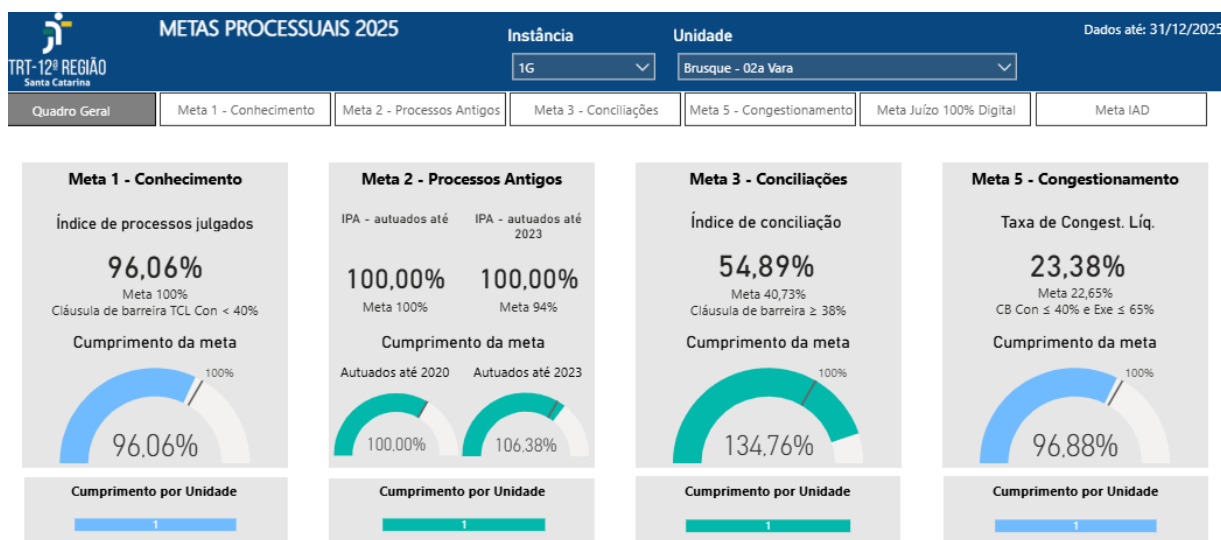 METAS PROCESSUAIS 2025
Instância
Unidade
Dados até: 31/12/2025
TRT-12ª REGIÃO
Santa Catarina
1G
Brusque - 02a Vara
Quadro Geral
Meta 1 - Conhecimento
Meta 2 - Processos Antigos
Meta 3 - Conciliações
Meta 5 - Congestionamento
Meta Juízo 100% Digital
Meta IAD
Meta 1 - Conhecimento
Índice de processos julgados
96,06%
Meta 100%
Cláusula de barreira TCL Con < 40%
Cumprimento da meta
100%
96,06%
Cumprimento por Unidade
1
Meta 2 - Processos Antigos
IPA - autuados até
IPA - autuados até
2023
100,00%
100,00%
Meta 100%
Meta 94%
Cumprimento da meta
Autuados até 2020
Autuados até 2023
100,00%
106,38%
Cumprimento por Unidade
1
Meta 3 - Conciliações
Índice de conciliação
54,89%
Meta 40,73%
Cláusula de barreira ≥ 38%
Cumprimento da meta
100%
134,76%
Cumprimento por Unidade
1
Meta 5 - Congestionamento
Taxa de Congest. Líq.
23,38%
Meta 22,65%
CB Con ≤ 40% e Exe ≤ 65%
Cumprimento da meta
100%
96,88%
Cumprimento por Unidade
1